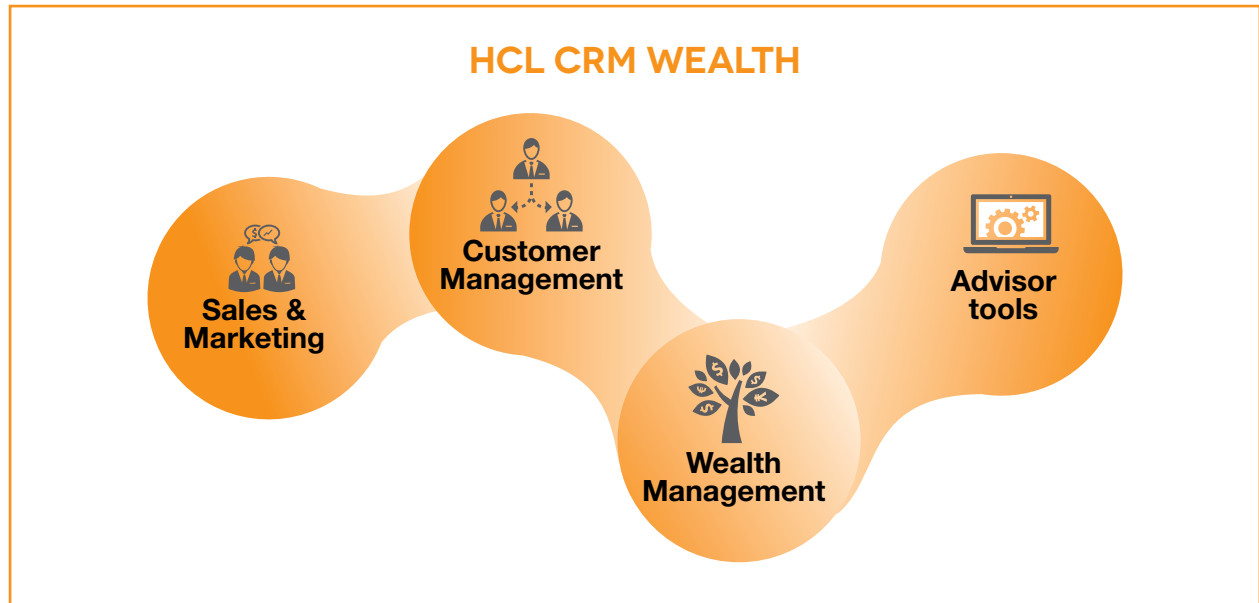 HCL CRM WEALTH
Sales &
Marketing
Customer
Management
Wealth
Management
Advisor
tools